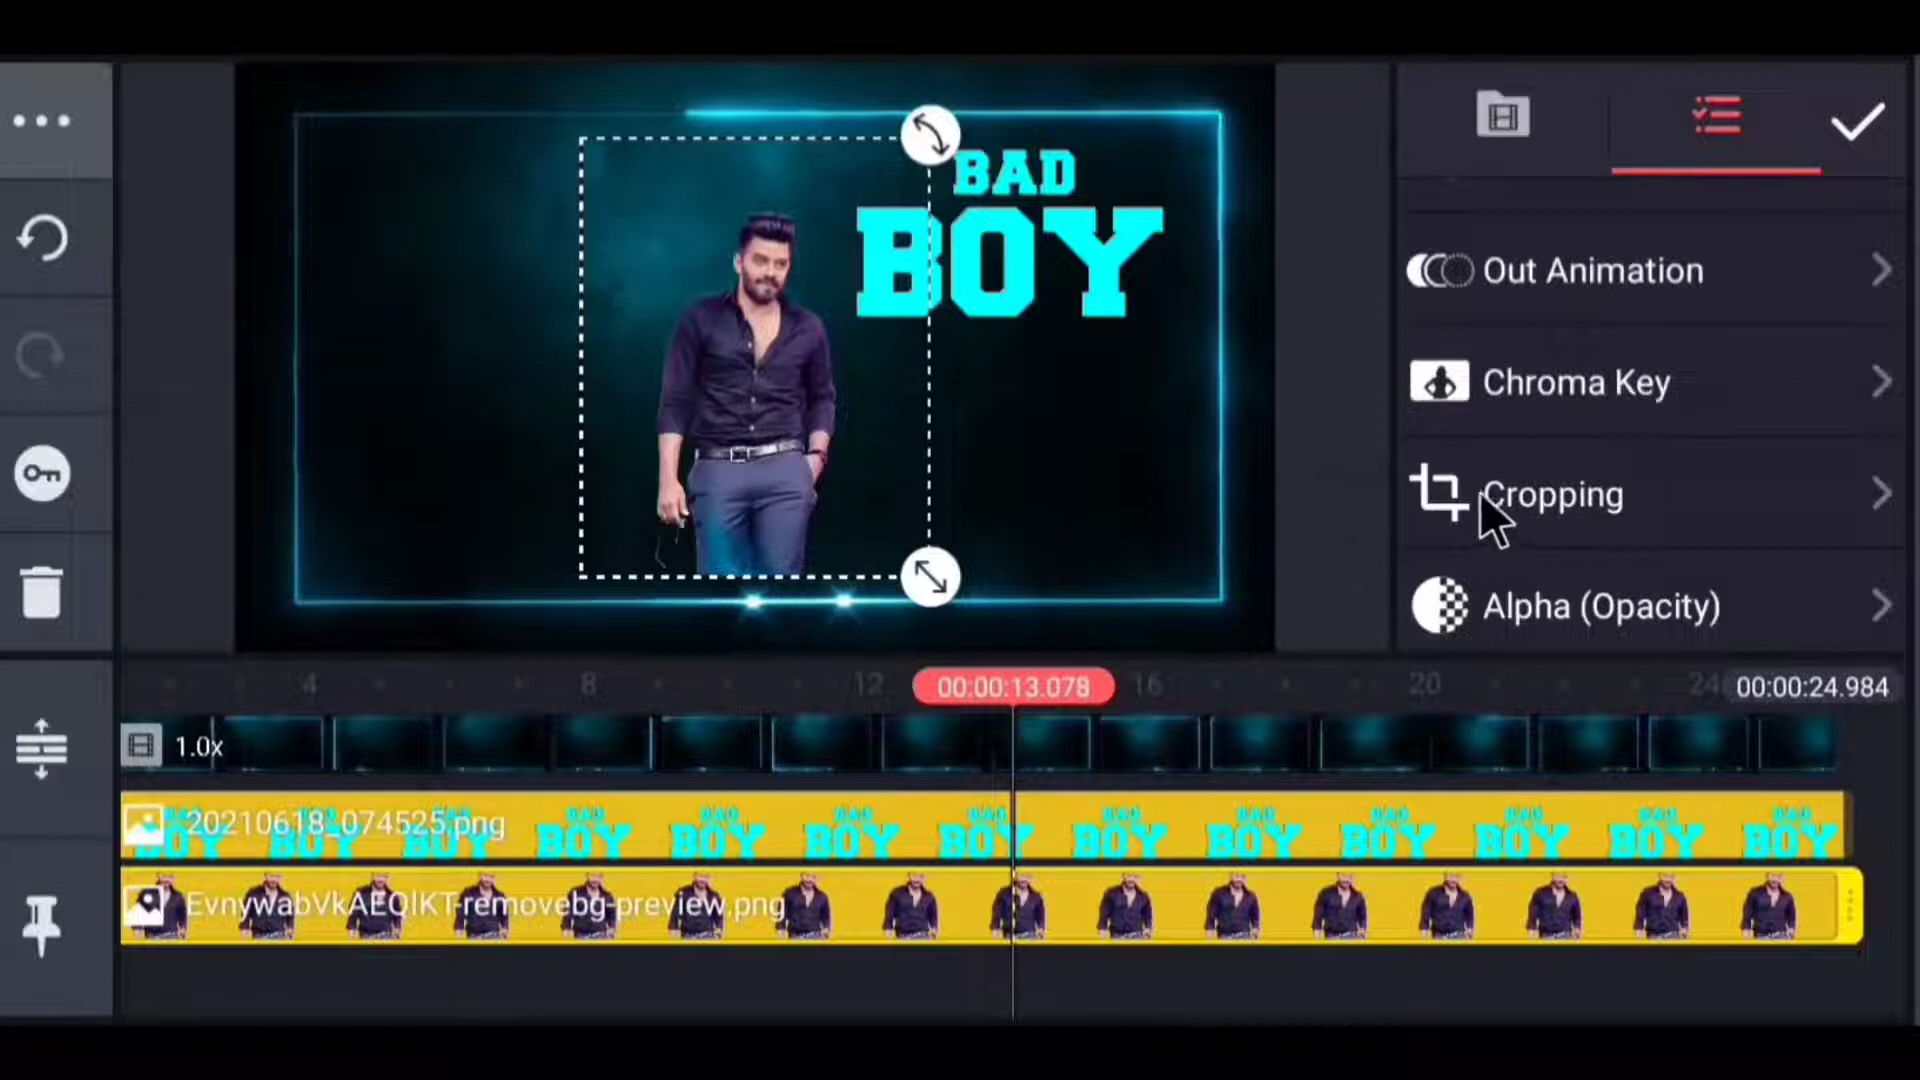 BAD
BOY
Out Animation
Chroma Key
Cropping
Alpha (Opacity)
4
8
12
00:00:13.078
16
20
24
00:00:24.984
1.0x
20210618_074525.png
EvnywabVkAEQlKT-removebg-preview.png